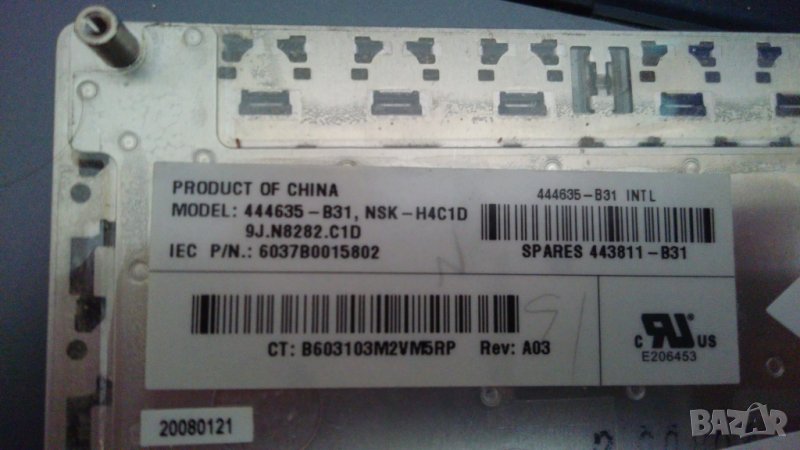 PRODUCT OF CHINA
MODEL: 444635-B31, NSK-H4C1D
9J.N8282.C1D
IEC P/N.: 6037B0015802
444635-B31 INTL
SPARES 443811-B31
CT: B603103M2VM5RP Rev: A03
C US
E206453
20080121
BAZAR